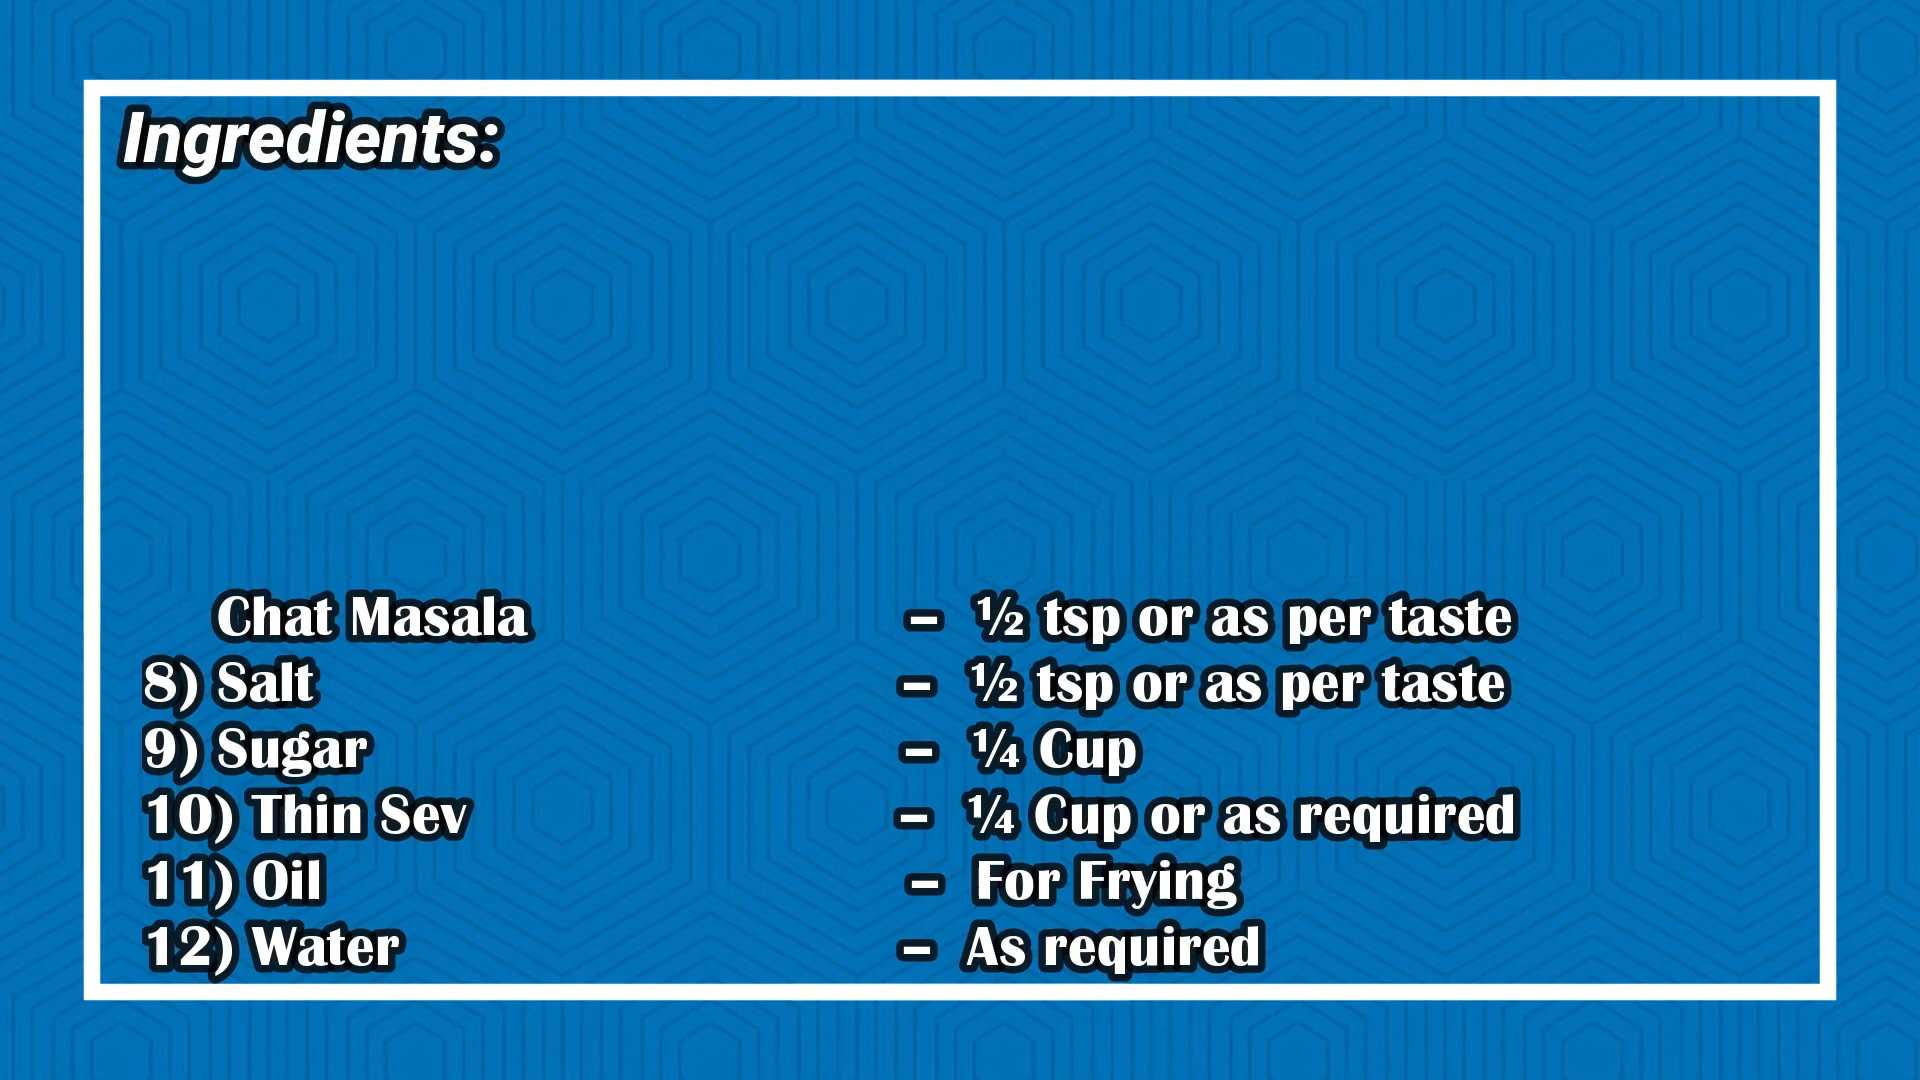 Ingredients:
Chat Masala – ½ tsp or as per taste
8) Salt – ½ tsp or as per taste
9) Sugar – ¼ Cup
10) Thin Sev – ¼ Cup or as required
11) Oil – For Frying
12) Water – As required